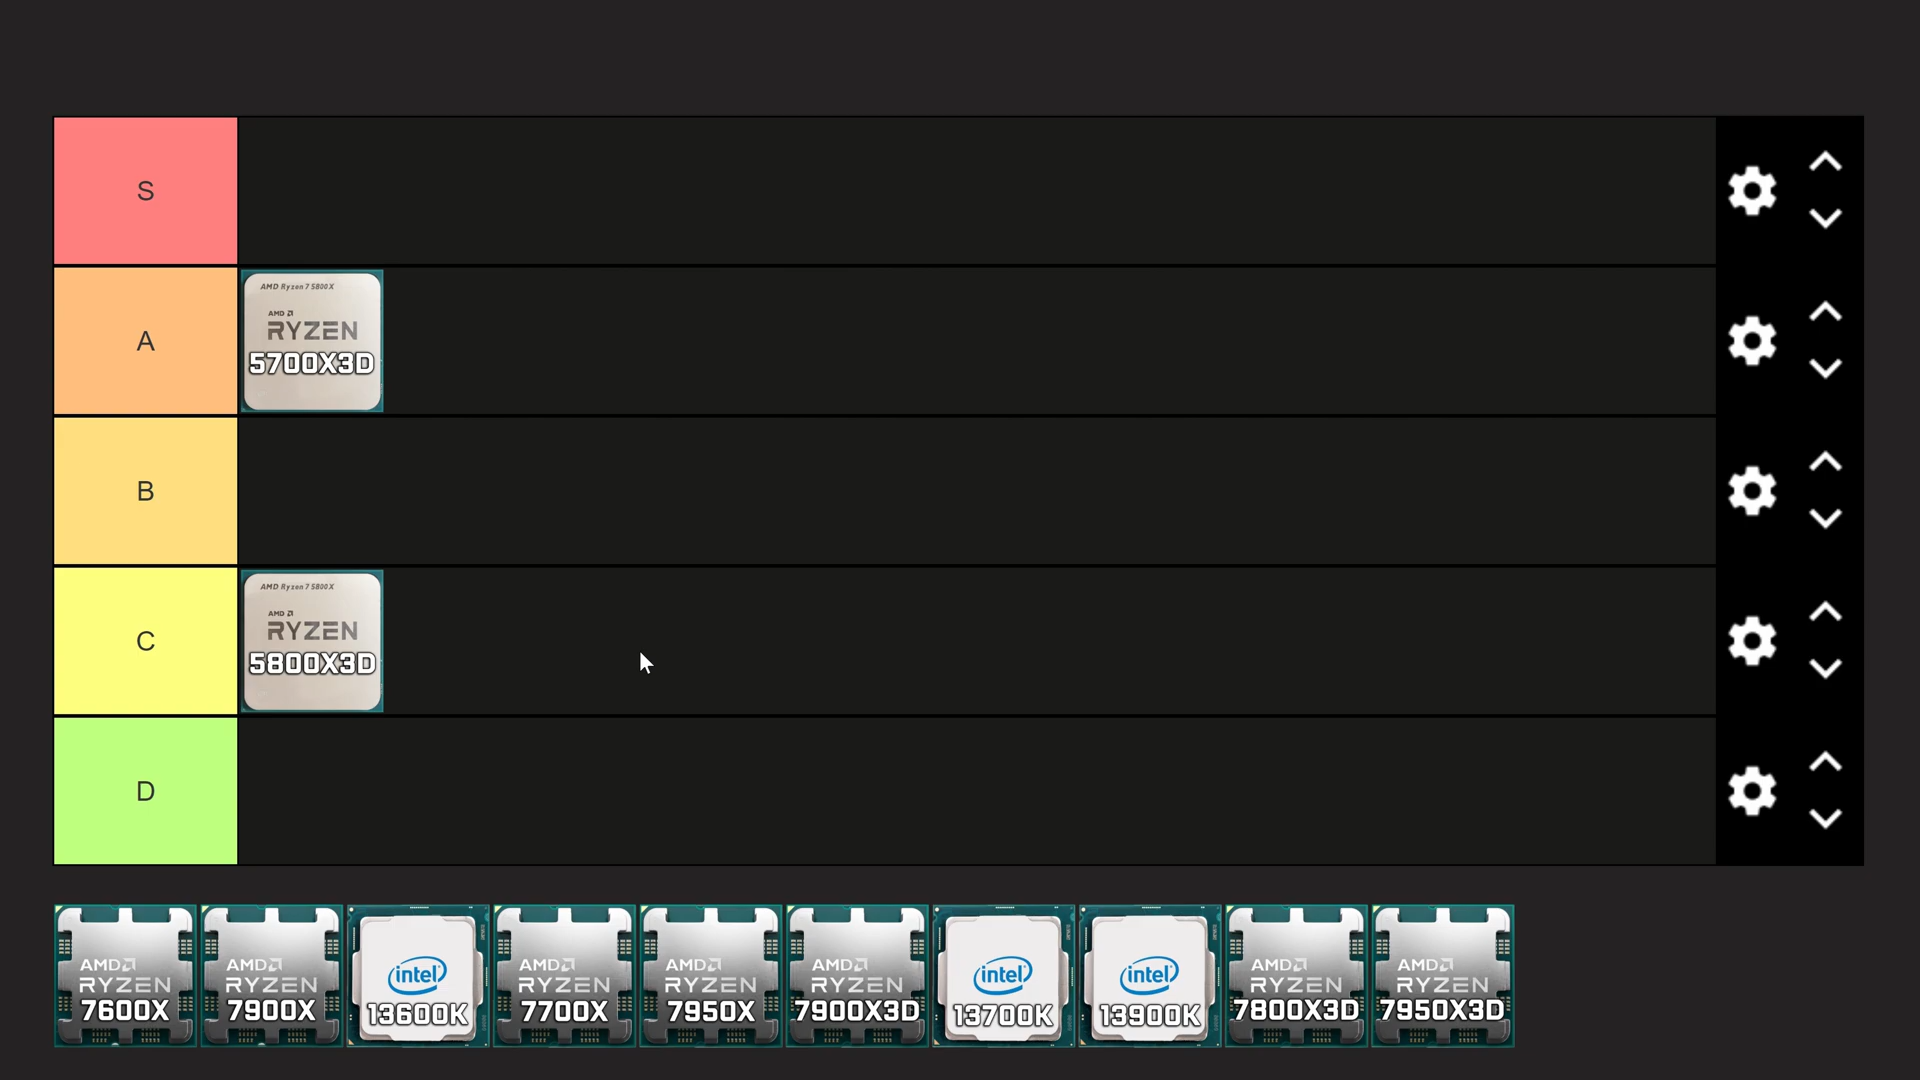 S
A
AMD Ryzen 7 5800X
AMD
RYZEN
5700X3D
B
C
AMD Ryzen 7 5800X
AMD
RYZEN
5800X3D
D
AMD
RYZEN
7600X
AMD
RYZEN
7900X
intel
13600K
AMD
RYZEN
7700X
AMD
RYZEN
7950X
AMD
RYZEN
7900X3D
intel
13700K
intel
13900K
AMD
RYZEN
7800X3D
AMD
RYZEN
7950X3D